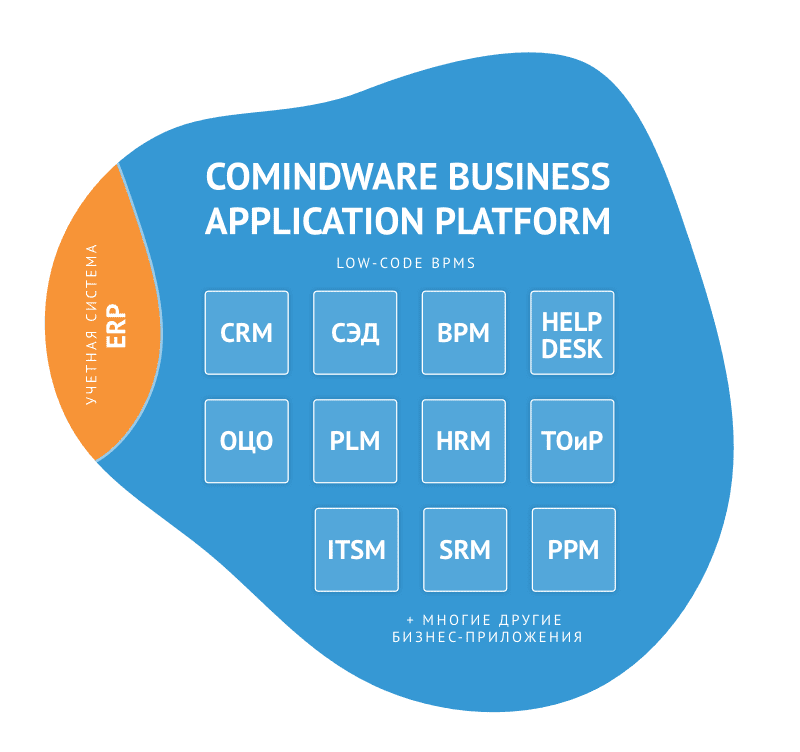 COMINDWARE BUSINESS
APPLICATION PLATFORM
LOW-CODE BPMS
УЧЕТНАЯ СИСТЕМА
ERP
CRM
СЭД
BPM
HELP
DESK
ОЦО
PLM
HRM
ТОиР
ITSM
SRM
PPM
+ МНОГИЕ ДРУГИЕ
БИЗНЕС-ПРИЛОЖЕНИЯ